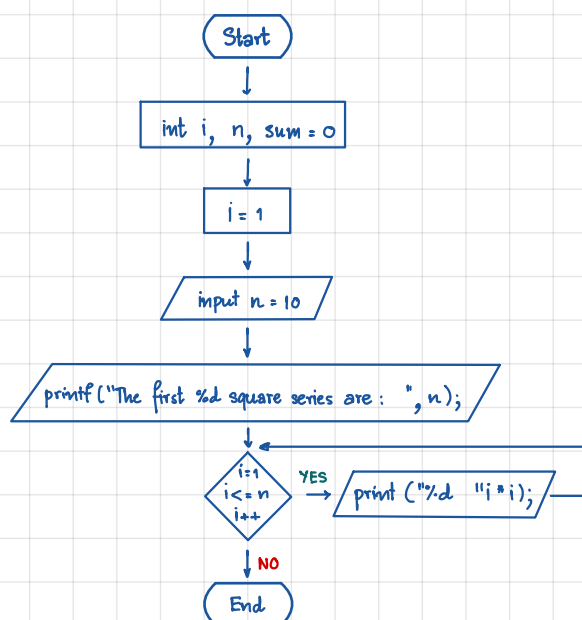 Start
int i, n, sum = 0
i = 1
input n = 10
printf ("The first %d square series are :  ", n);
i=1
i <= n
i++
YES
print ("%d  "i * i);
NO
End